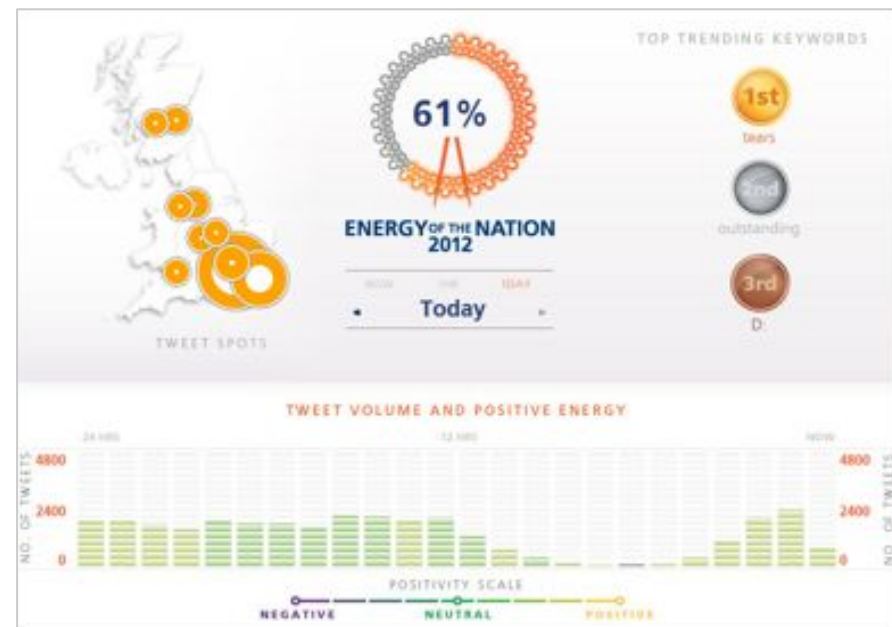 TOP TRENDING KEYWORDS
1st
tears
2nd
outstanding
3rd
D:
61%
ENERGY OF THE NATION
2012
NOW
DAY
Today
TWEET SPOTS
TWEET VOLUME AND POSITIVE ENERGY
-24 HRS
-12 HRS
NOW
NO. OF TWEETS
4800
2400
0
4800
2400
0
NO. OF TWEETS
POSITIVITY SCALE
NEGATIVE
NEUTRAL
POSITIVE